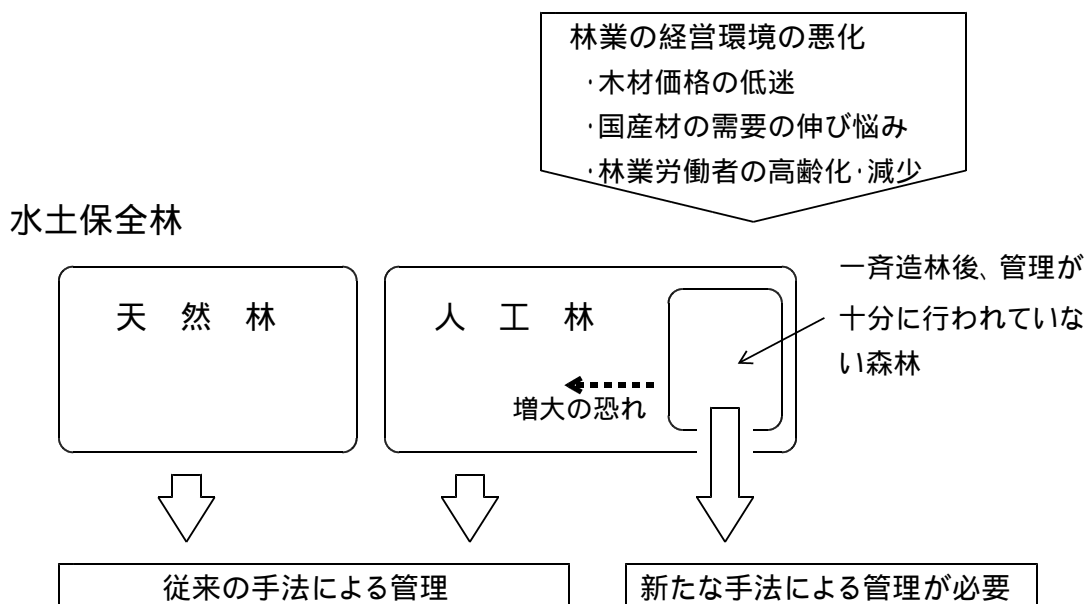 林業の経営環境の悪化
・木材価格の低迷
・国産材の需要の伸び悩み
・林業労働者の高齢化・減少
水土保全林
天 然 林
人 工 林
増大の恐れ
一斉造林後、管理が
十分に行われていな
い森林
従来の手法による管理
新たな手法による管理が必要